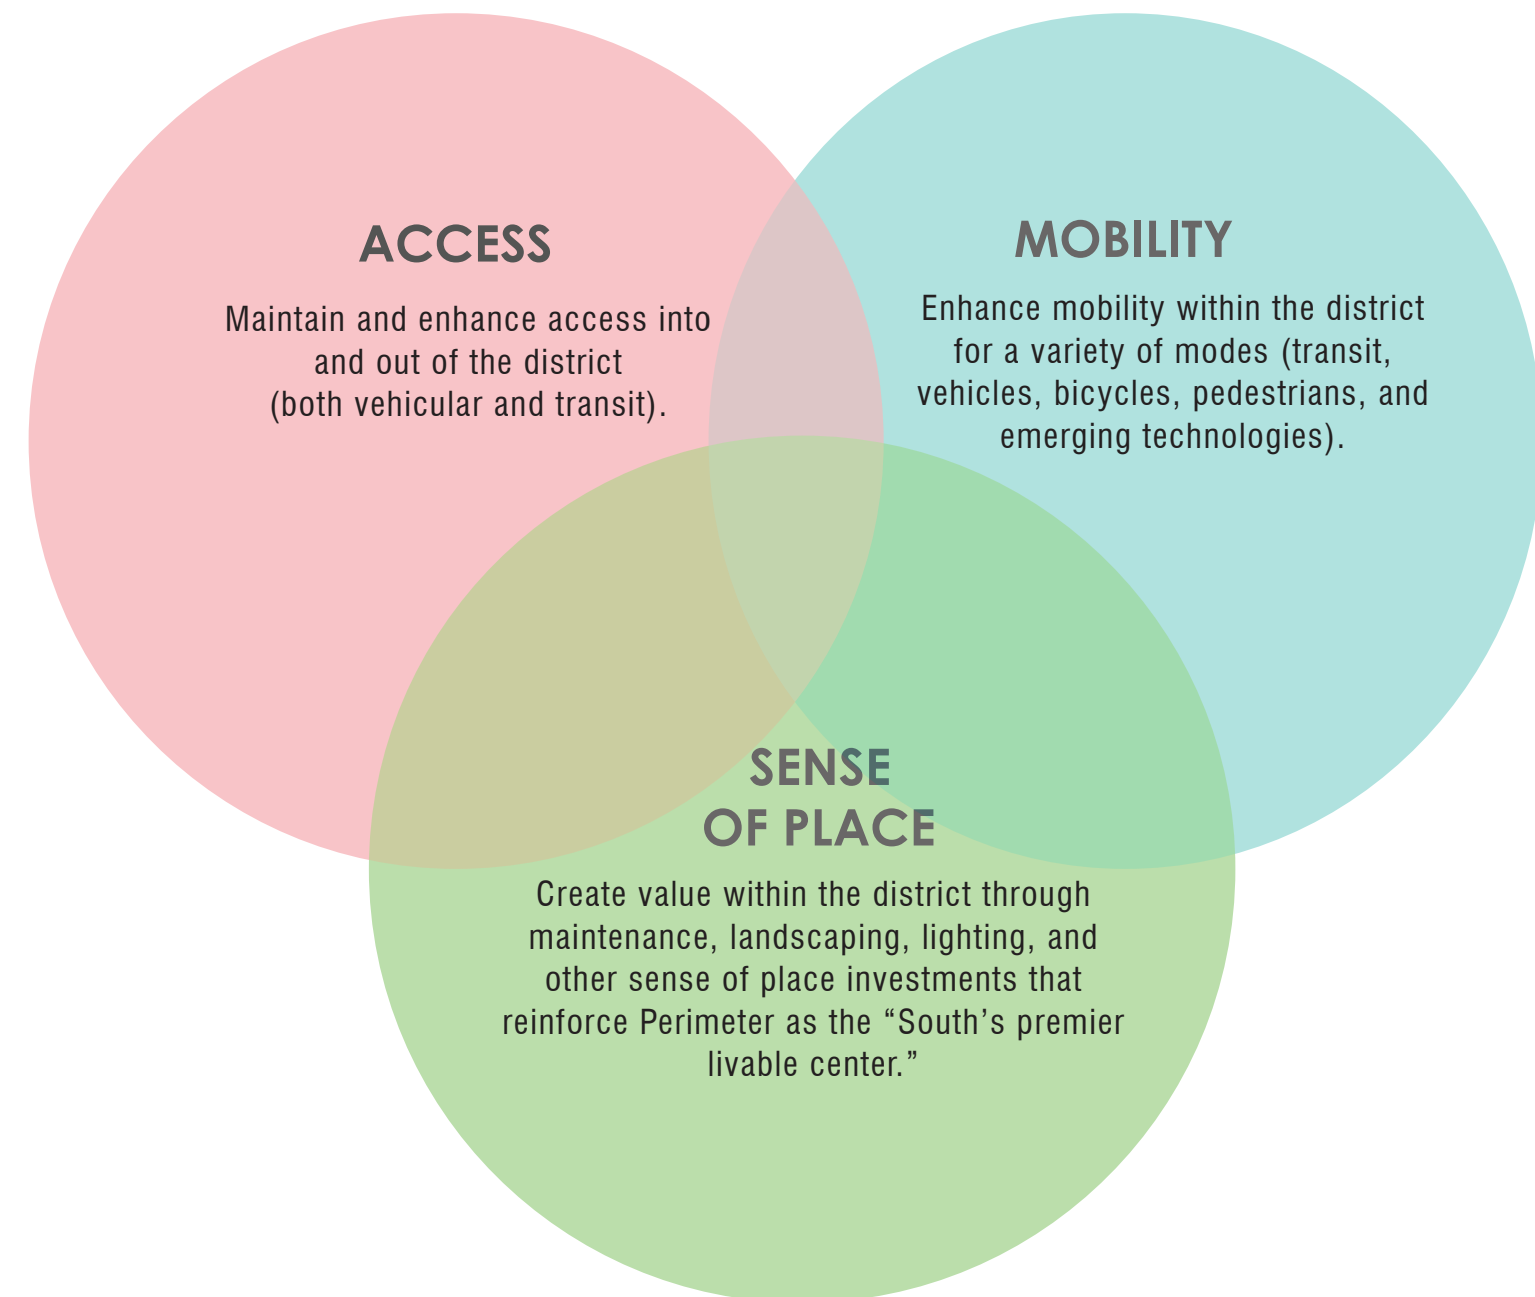 ACCESS
Maintain and enhance access into
and out of the district
(both vehicular and transit).
MOBILITY
Enhance mobility within the district
for a variety of modes (transit,
vehicles, bicycles, pedestrians, and
emerging technologies).
SENSE
OF PLACE
Create value within the district through
maintenance, landscaping, lighting, and
other sense of place investments that
reinforce Perimeter as the “South’s premier
livable center.”